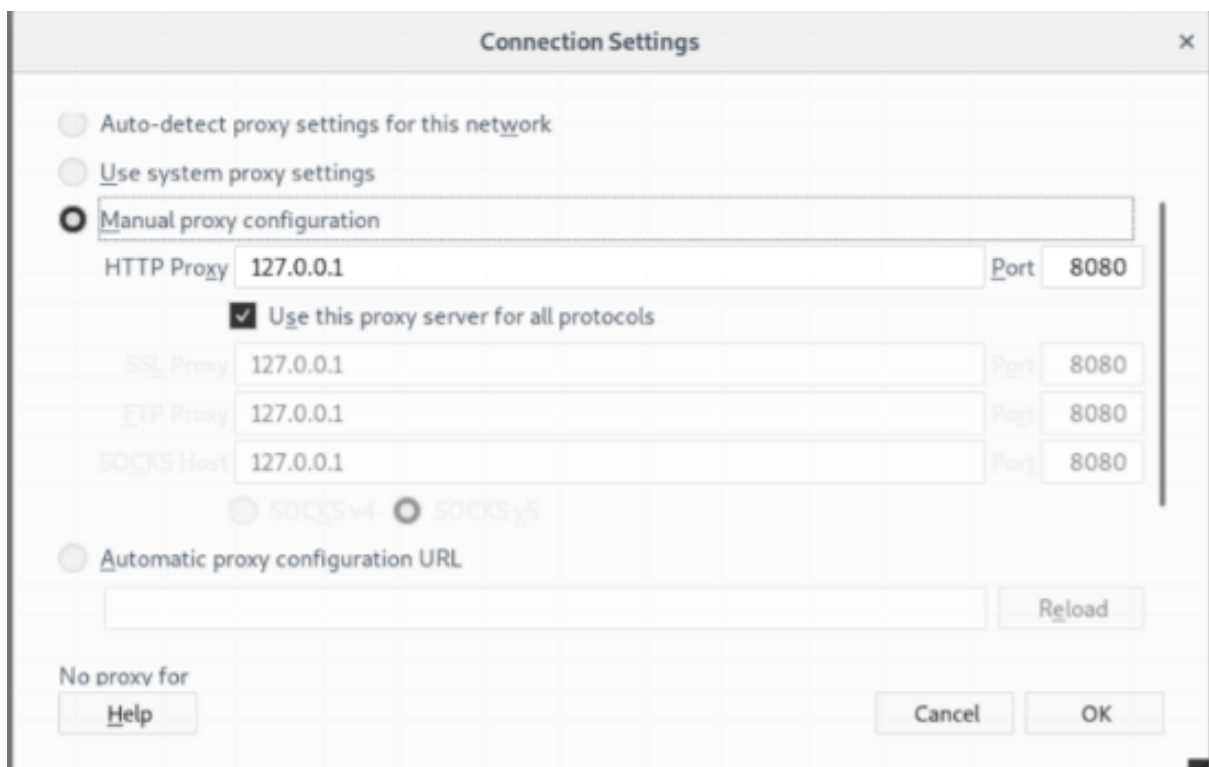 Connection Settings
Auto-detect proxy settings for this network
Use system proxy settings
Manual proxy configuration
HTTP Proxy 127.0.0.1 Port 8080
Use this proxy server for all protocols
SSL Proxy 127.0.0.1 Port 8080
FTP Proxy 127.0.0.1 Port 8080
SOCKS Host 127.0.0.1 Port 8080
SOCKS v4 SOCKS v5
Automatic proxy configuration URL
Reload
No proxy for
Help Cancel OK